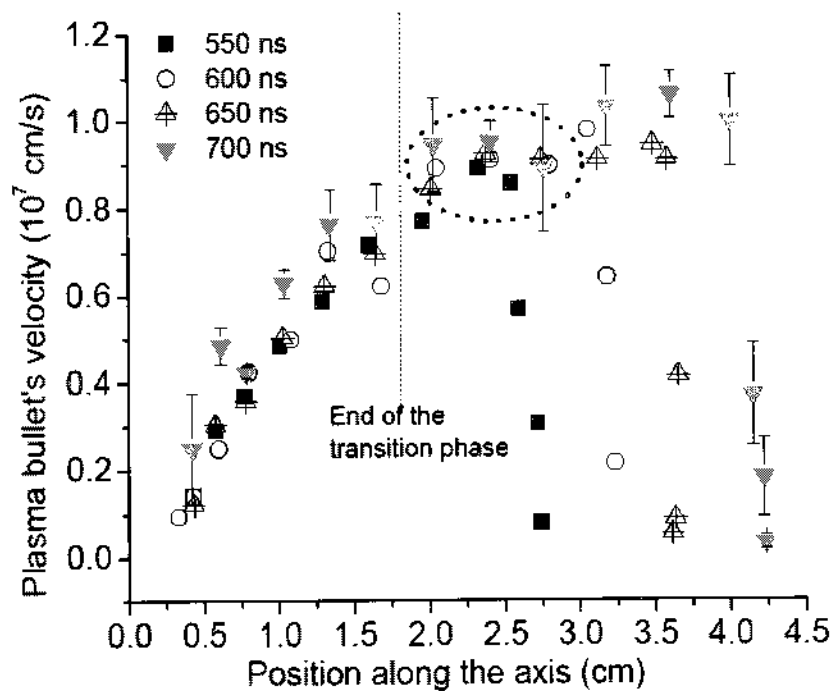 1.2
1.0
0.8
0.6
0.4
0.2
0.0
Plasma bullet's velocity (10⁷ cm/s)
550 ns
600 ns
650 ns
700 ns
End of the
transition phase
0.0 0.5 1.0 1.5 2.0 2.5 3.0 3.5 4.0 4.5
Position along the axis (cm)